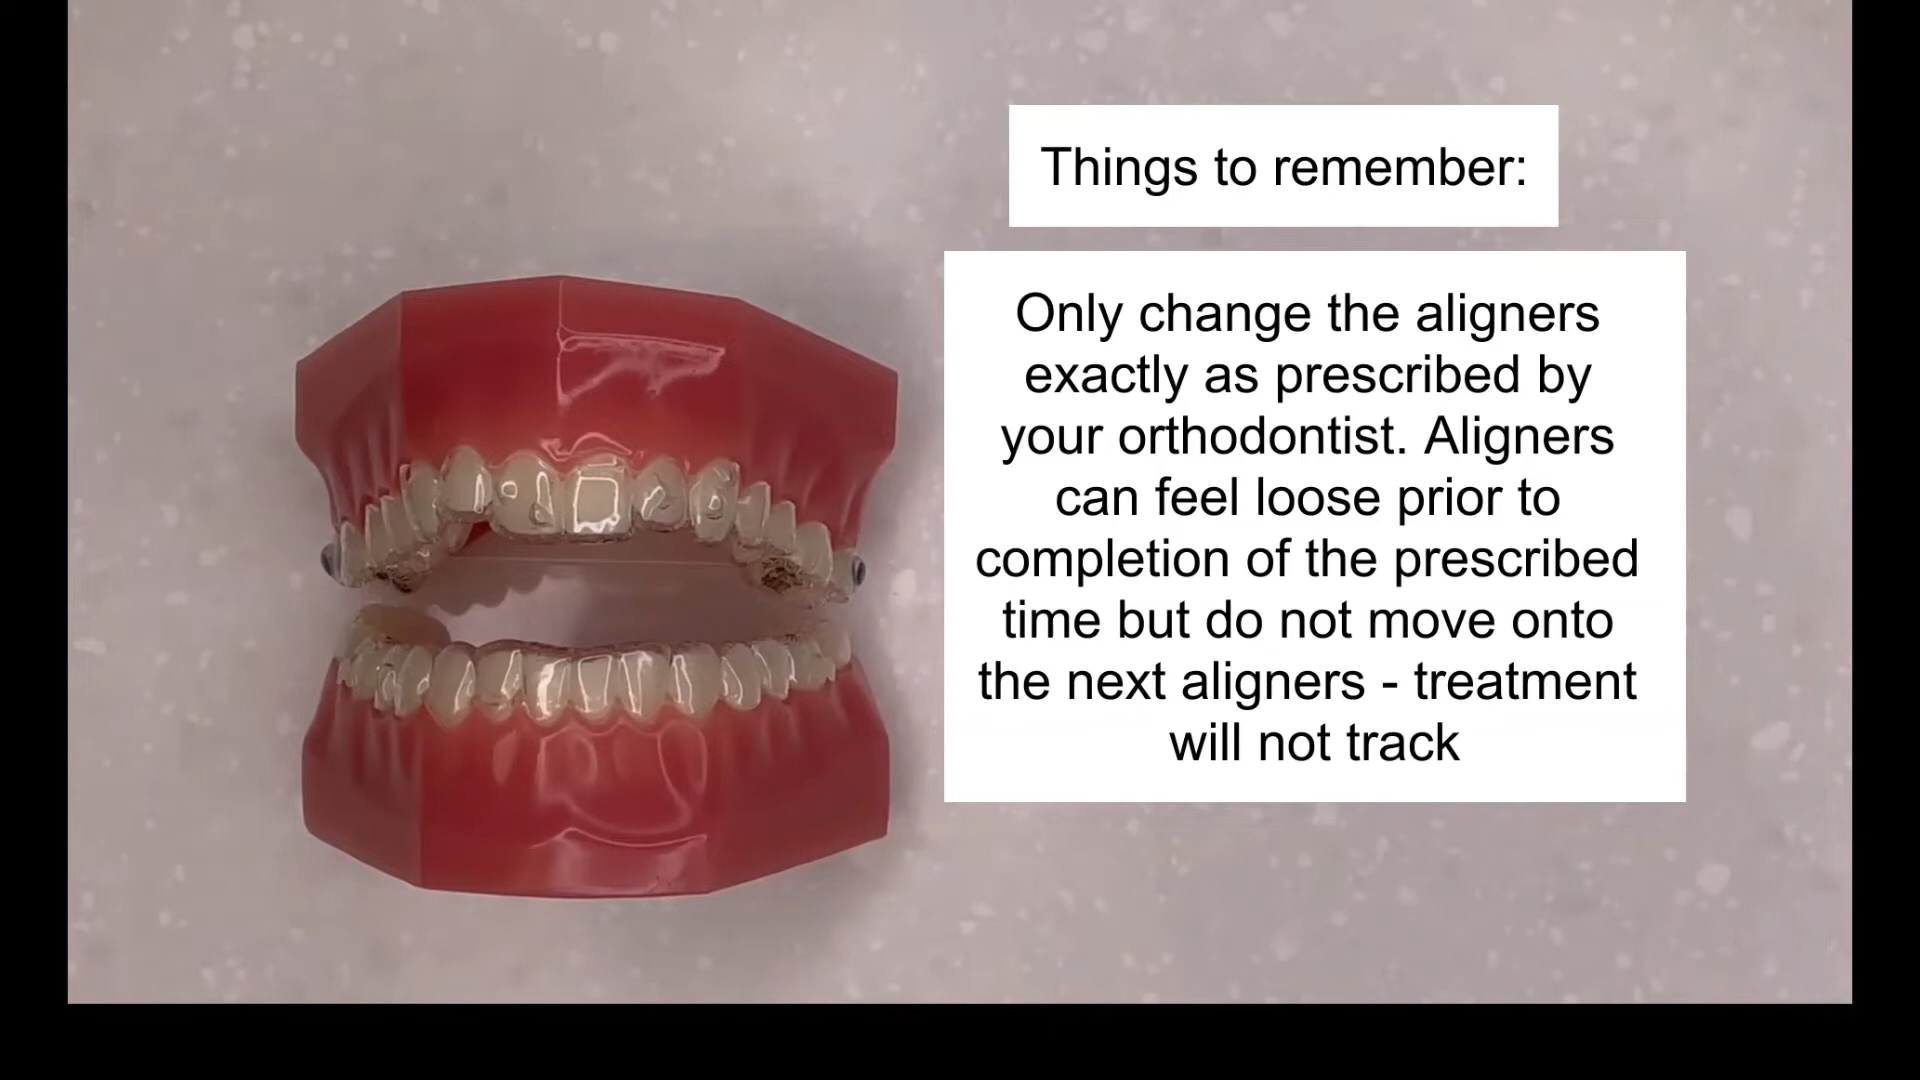 Things to remember:
Only change the aligners
exactly as prescribed by
your orthodontist. Aligners
can feel loose prior to
completion of the prescribed
time but do not move onto
the next aligners - treatment
will not track